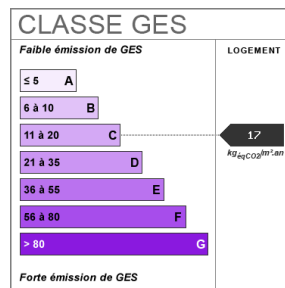 CLASSE GES
Faible émission de GES
LOGEMENT
≤ 5 A
6 à 10 B
11 à 20 C
17
kgéqCO2/m².an
21 à 35 D
36 à 55 E
56 à 80 F
> 80 G
Forte émission de GES